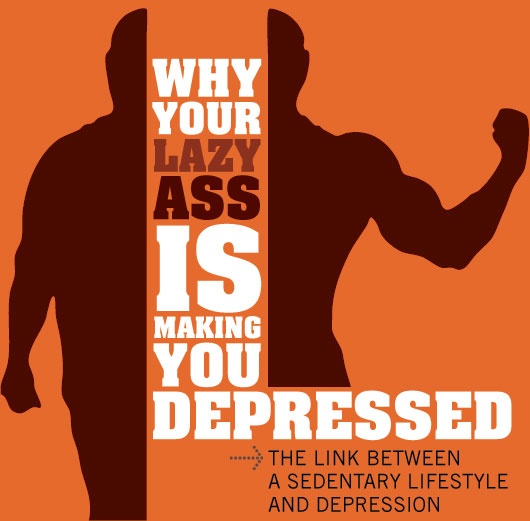 WHY
YOUR
LAZY
ASS
IS
MAKING
YOU
DEPRESSED
THE LINK BETWEEN
A SEDENTARY LIFESTYLE
AND DEPRESSION